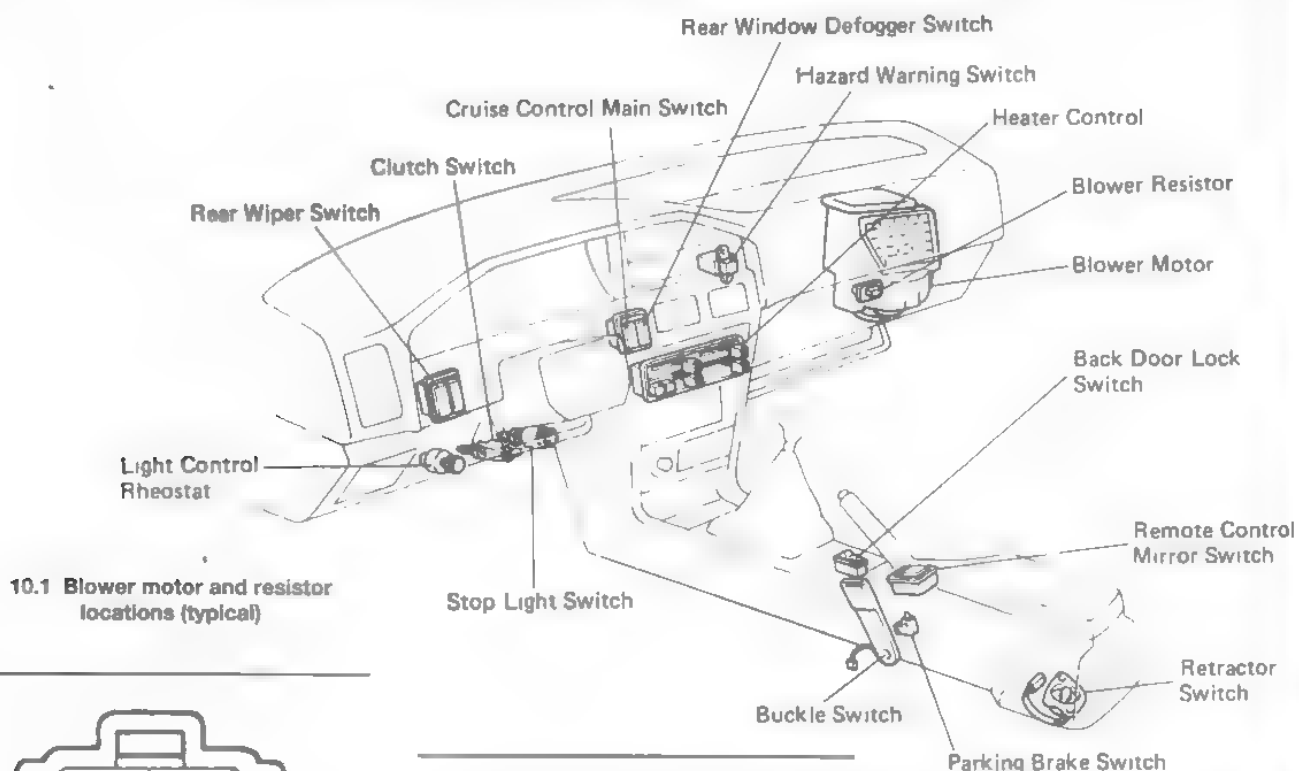 Rear Window Defogger Switch
Hazard Warning Switch
Cruise Control Main Switch
Heater Control
Clutch Switch
Blower Resistor
Rear Wiper Switch
Blower Motor
Back Door Lock
Switch
Light Control
Rheostat
Remote Control
Mirror Switch
10.1 Blower motor and resistor
locations (typical)
Stop Light Switch
Retractor
Switch
Buckle Switch
Parking Brake Switch